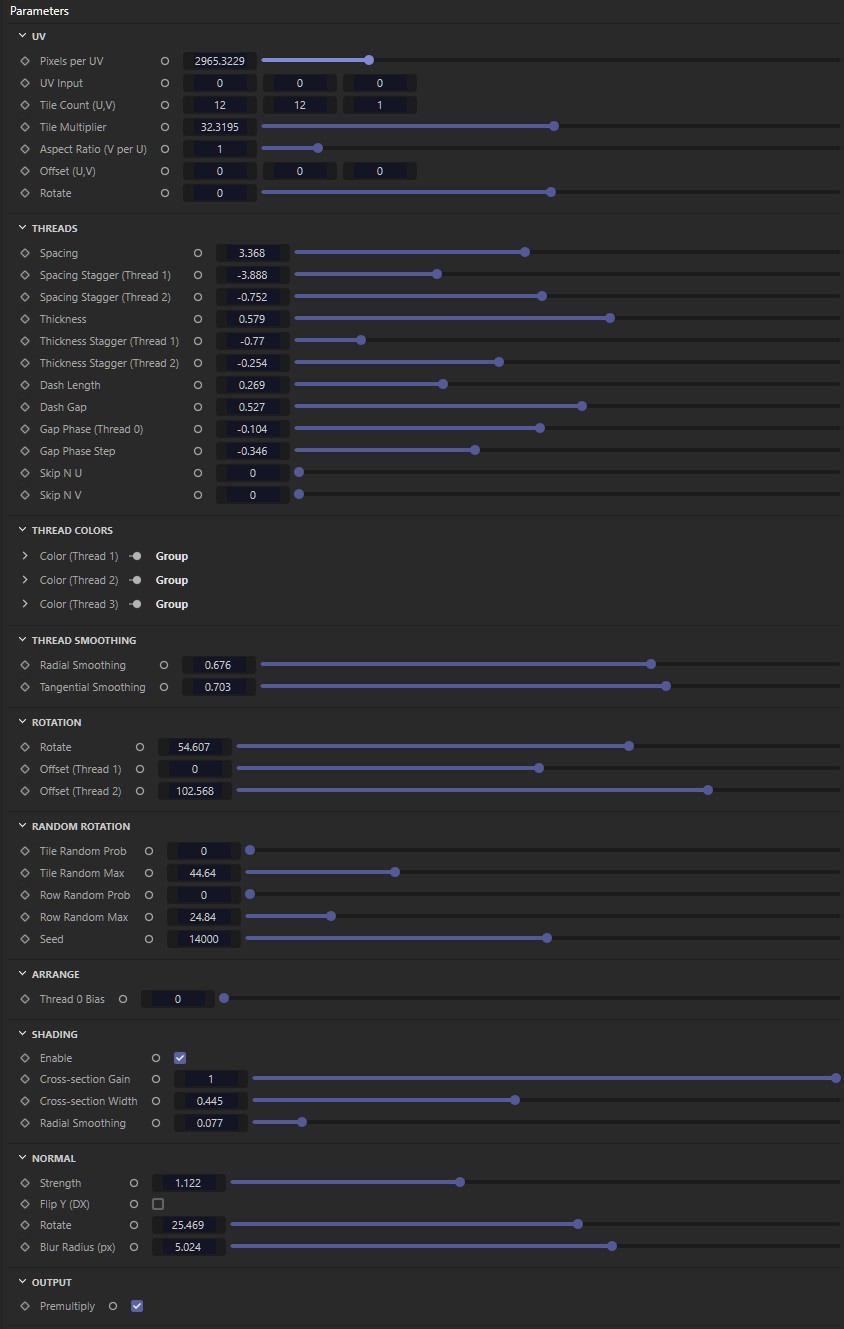 Parameters
UV
Pixels per UV 2965.3229
UV Input 0 0 0
Tile Count (U,V) 12 12 1
Tile Multiplier 32.3195
Aspect Ratio (V per U) 1
Offset (U,V) 0 0 0
Rotate 0
THREADS
Spacing 3.368
Spacing Stagger (Thread 1) -3.888
Spacing Stagger (Thread 2) -0.752
Thickness 0.579
Thickness Stagger (Thread 1) -0.77
Thickness Stagger (Thread 2) -0.254
Dash Length 0.269
Dash Gap 0.527
Gap Phase (Thread 0) -0.104
Gap Phase Step -0.346
Skip N U 0
Skip N V 0
THREAD COLORS
Color (Thread 1) Group
Color (Thread 2) Group
Color (Thread 3) Group
THREAD SMOOTHING
Radial Smoothing 0.676
Tangential Smoothing 0.703
ROTATION
Rotate 54.607
Offset (Thread 1) 0
Offset (Thread 2) 102.568
RANDOM ROTATION
Tile Random Prob 0
Tile Random Max 44.64
Row Random Prob 0
Row Random Max 24.84
Seed 14000
ARRANGE
Thread 0 Bias 0
SHADING
Enable
Cross-section Gain 1
Cross-section Width 0.445
Radial Smoothing 0.077
NORMAL
Strength 1.122
Flip Y (DX)
Rotate 25.469
Blur Radius (px) 5.024
OUTPUT
Premultiply